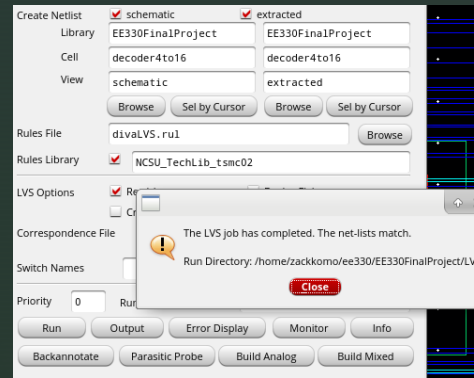 Create Netlist schematic extracted
Library EE330FinalProject EE330FinalProject
Cell decoder4to16 decoder4to16
View schematic extracted
Browse Sel by Cursor Browse Sel by Cursor
Rules File divaLVS.rul Browse
Rules Library NCSU_TechLib_tsmc02
LVS Options
Correspondence File
Switch Names
Priority 0
The LVS job has completed. The net-lists match.
Run Directory: /home/zackkomo/ee330/EE330FinalProject/LV
Close
Run Output Error Display Monitor Info
Backannotate Parasitic Probe Build Analog Build Mixed